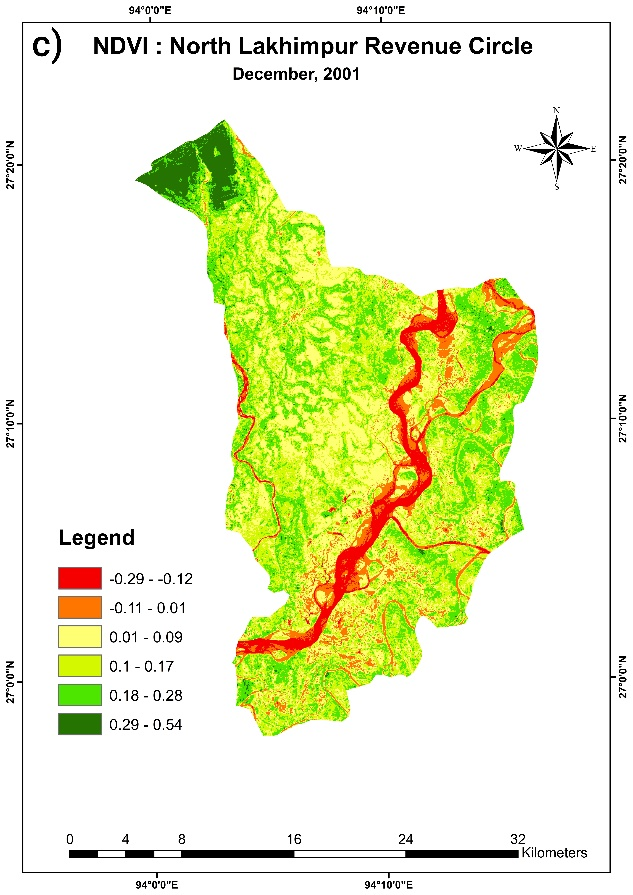 94°0'0"E 94°10'0"E
c) NDVI : North Lakhimpur Revenue Circle
December, 2001
N
W E
S
27°20'0"N 27°20'0"N
27°10'0"N 27°10'0"N
Legend
-0.29 - -0.12
-0.11 - 0.01
0.01 - 0.09
0.1 - 0.17
0.18 - 0.28
0.29 - 0.54
27°0'0"N 27°0'0"N
0 4 8 16 24 32
Kilometers
94°0'0"E 94°10'0"E